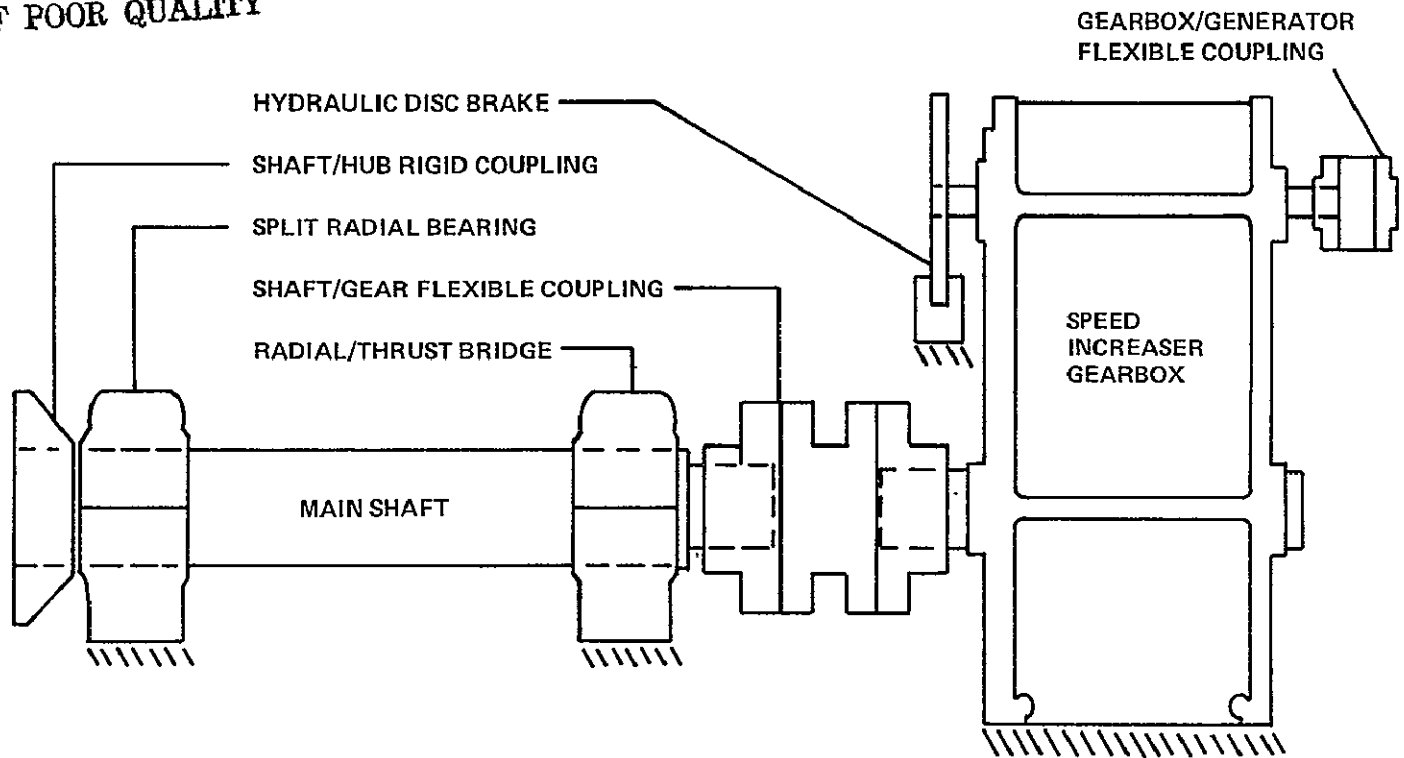 POOR QUALITY
GEARBOX/GENERATOR
FLEXIBLE COUPLING
HYDRAULIC DISC BRAKE
SHAFT/HUB RIGID COUPLING
SPLIT RADIAL BEARING
SHAFT/GEAR FLEXIBLE COUPLING
RADIAL/THRUST BRIDGE
SPEED
INCREASER
GEARBOX
MAIN SHAFT